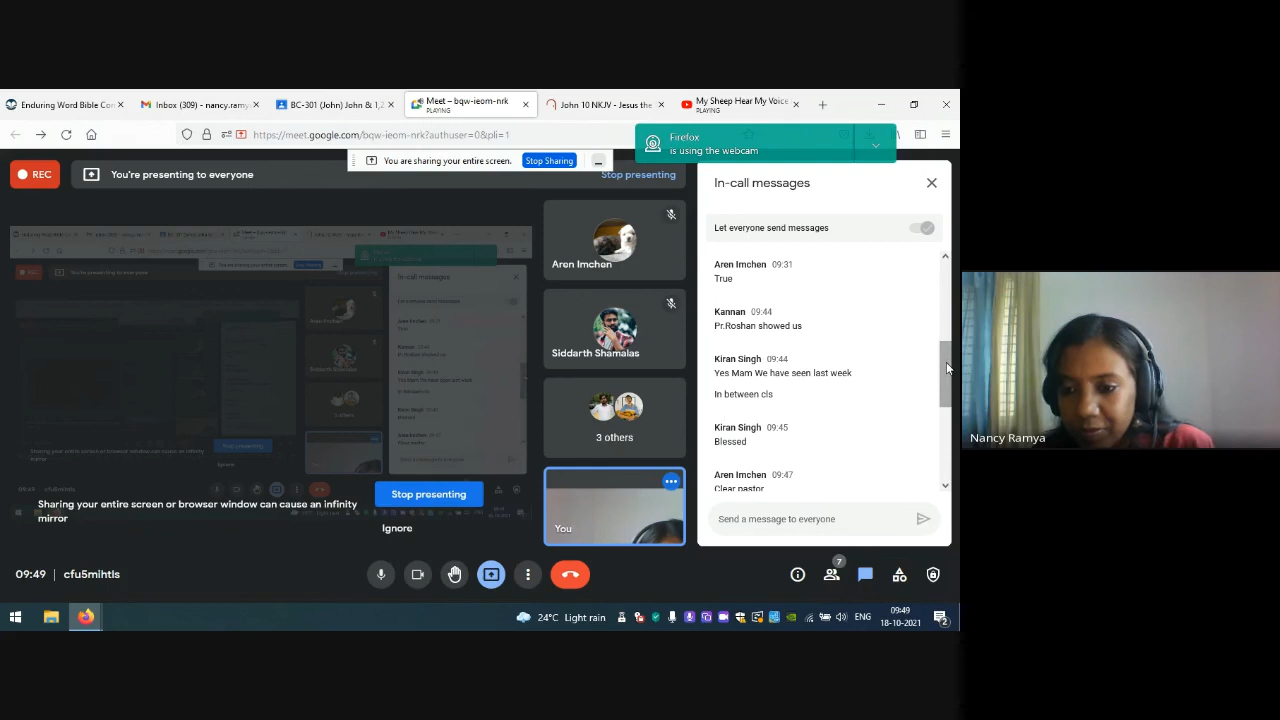 Enduring Word Bible Con
Inbox (309) - nancy.ramy
BC-301 (John) John & 1,2
Meet – bqw-ieom-nrk
PLAYING
John 10 NKJV - Jesus the
My Sheep Hear My Voice
PLAYING
https://meet.google.com/bqw-ieom-nrk?authuser=0&pli=1
Firefox
is using the webcam
You are sharing your entire screen.
Stop Sharing
REC
You're presenting to everyone
Stop presenting
In-call messages
Let everyone send messages
Aren Imchen 09:31
True
Kannan 09:44
Pr.Roshan showed us
Kiran Singh 09:44
Yes Mam We have seen last week
In between cls
Kiran Singh 09:45
Blessed
Aren Imchen 09:47
Clear pastor
Send a message to everyone
Aren Imchen
Siddarth Shamalas
3 others
You
Sharing your entire screen or browser window can cause an infinity
mirror
Stop presenting
Ignore
09:49 | cfu5mihtls
7
24°C Light rain
ENG
09:49
18-10-2021
2
Nancy Ramya